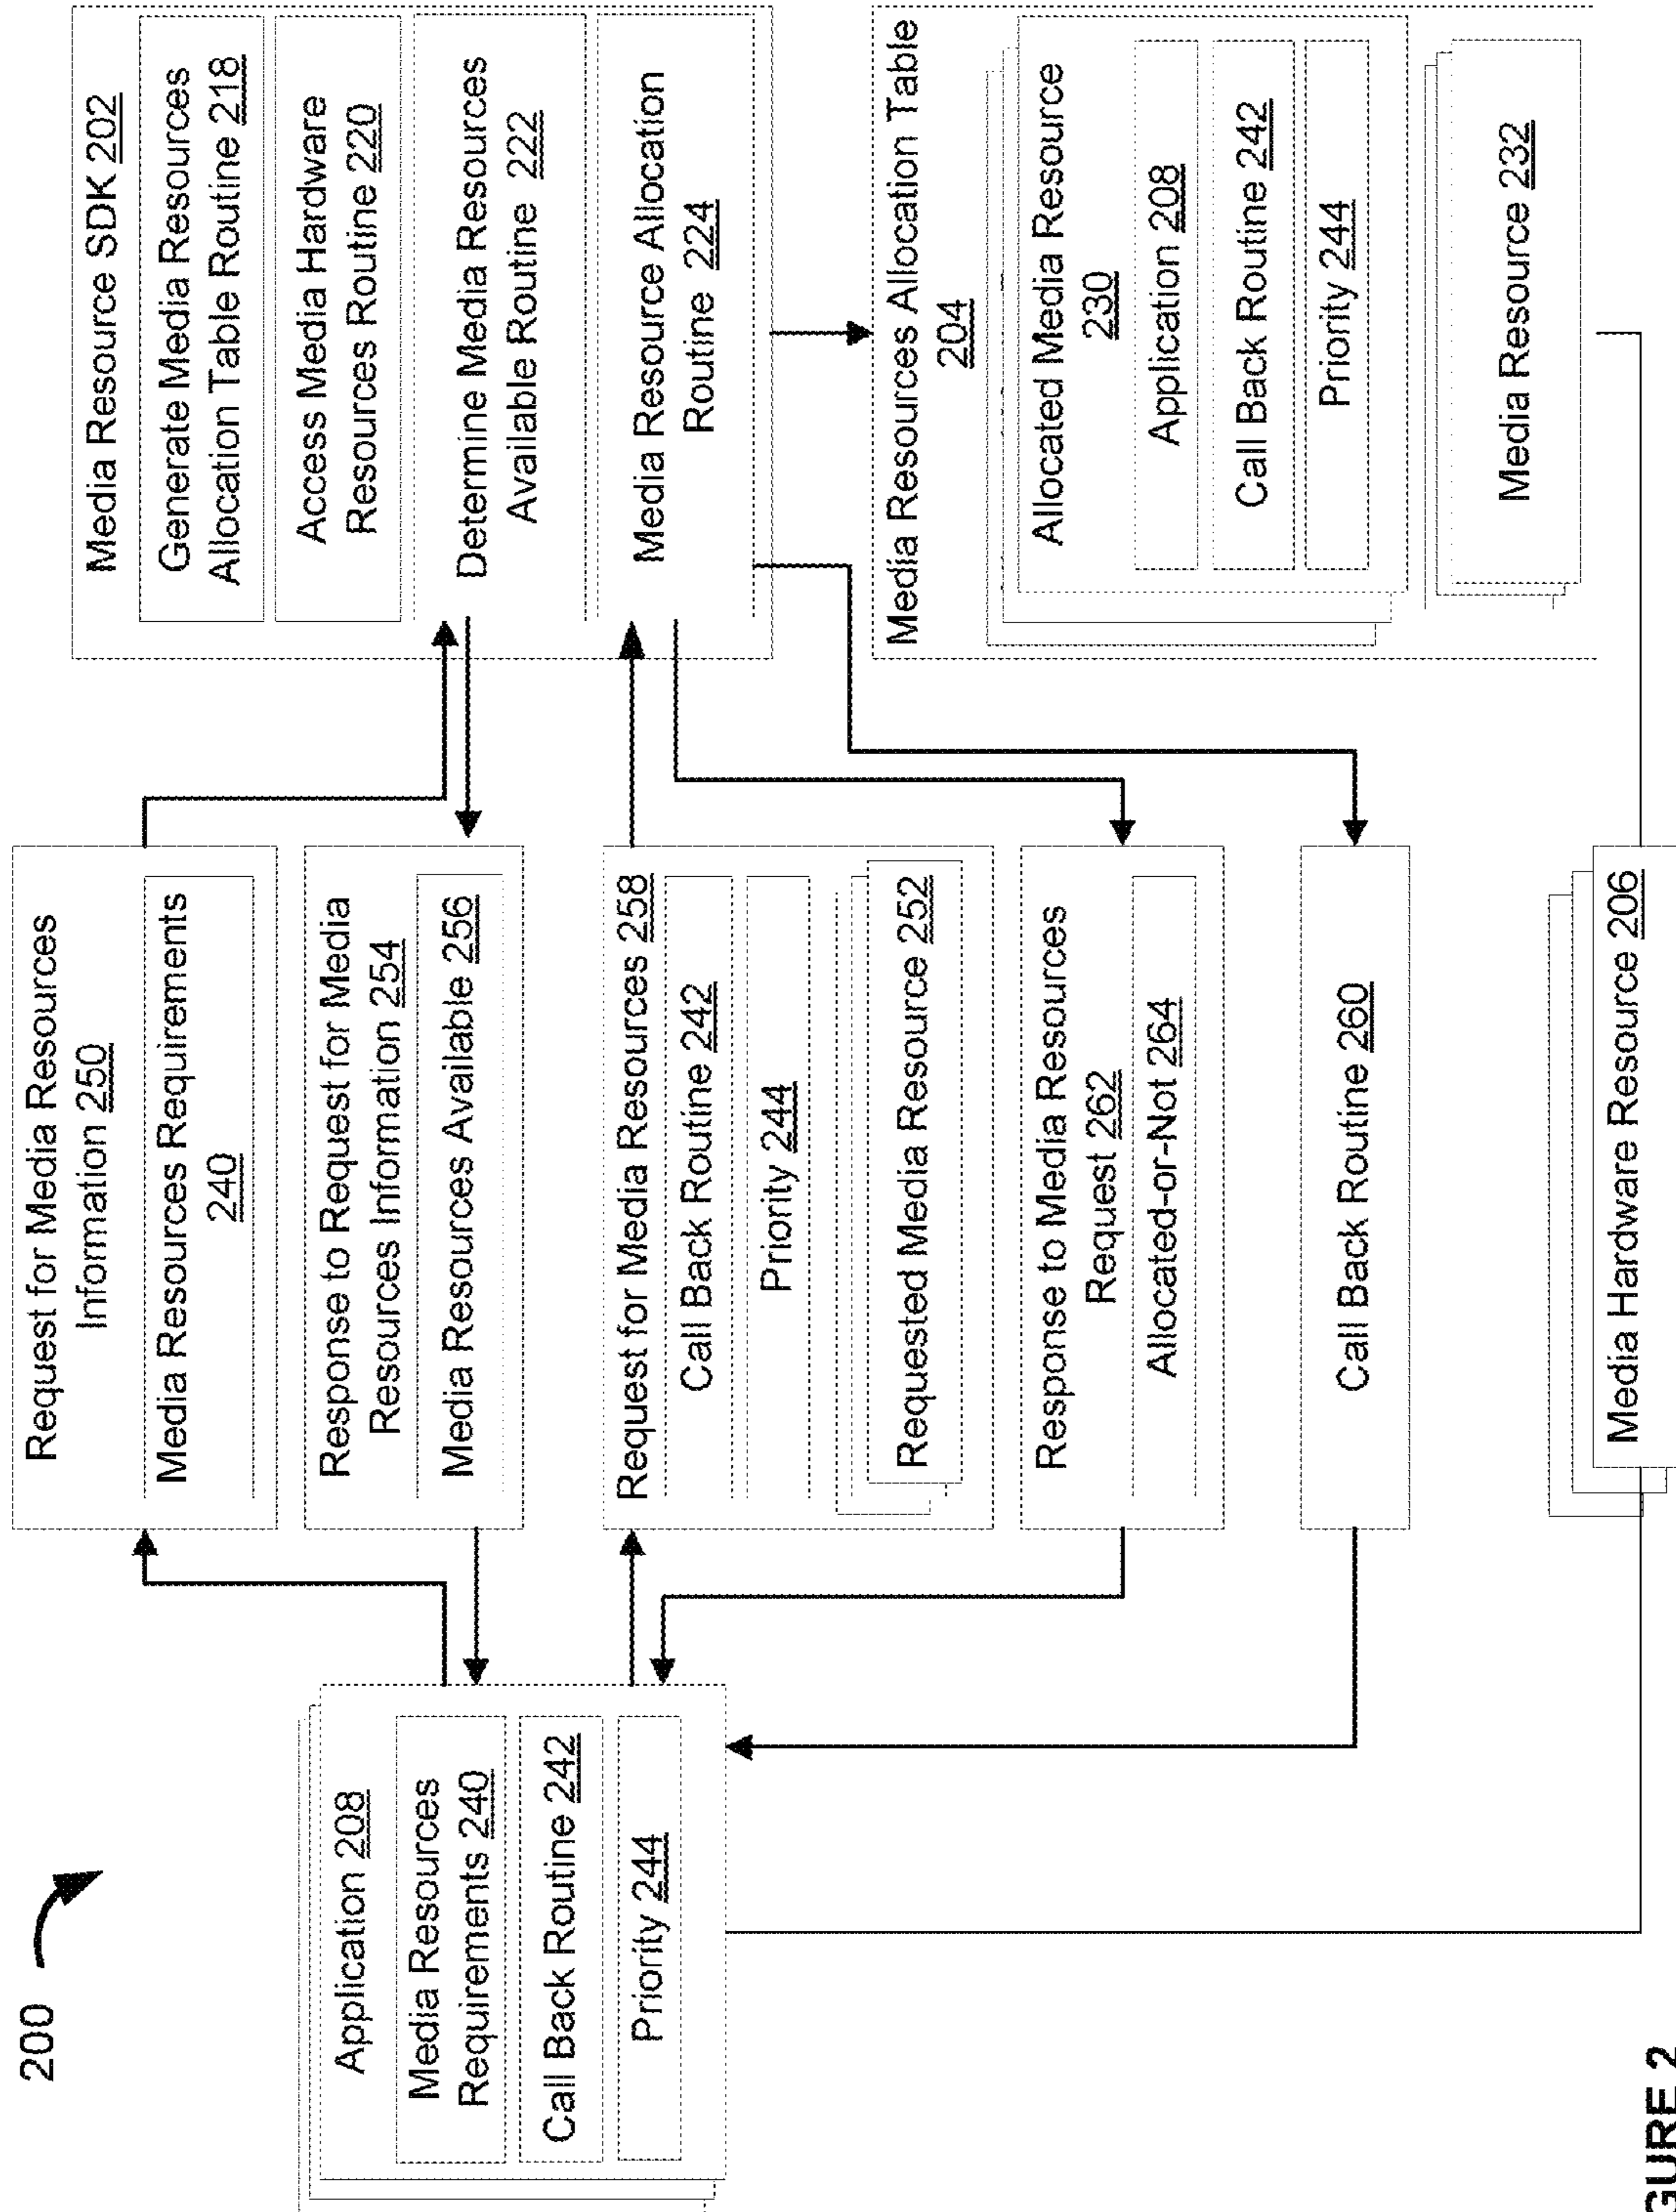 200
Application 208
Media Resources
Requirements 240
Call Back Routine 242
Priority 244
Request for Media Resources
Information 250
Media Resources Requirements
240
Response to Request for Media
Resources Information 254
Media Resources Available 256
Request for Media Resources 258
Call Back Routine 242
Priority 244
Requested Media Resource 252
Response to Media Resources
Request 262
Allocated-or-Not 264
Call Back Routine 260
Media Hardware Resource 206
Media Resource SDK 202
Generate Media Resources
Allocation Table Routine 218
Access Media Hardware
Resources Routine 220
Determine Media Resources
Available Routine 222
Media Resource Allocation
Routine 224
Media Resources Allocation Table
204
Allocated Media Resource
230
Application 208
Call Back Routine 242
Priority 244
Media Resource 232
GURE 2